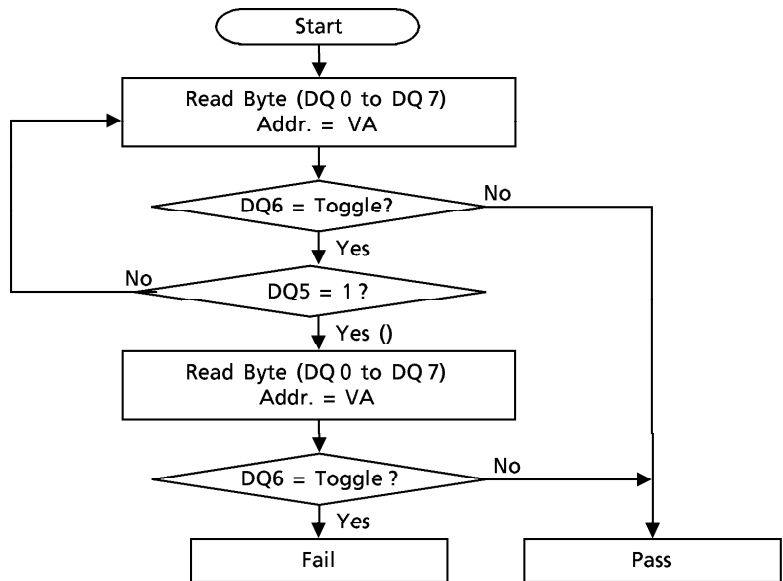 Start
Read Byte (DQ 0 to DQ 7)
Addr. = VA
DQ6 = Toggle?
No
Yes
No
DQ5 = 1 ?
Yes ()
Read Byte (DQ 0 to DQ 7)
Addr. = VA
DQ6 = Toggle ?
No
Yes
Fail
Pass